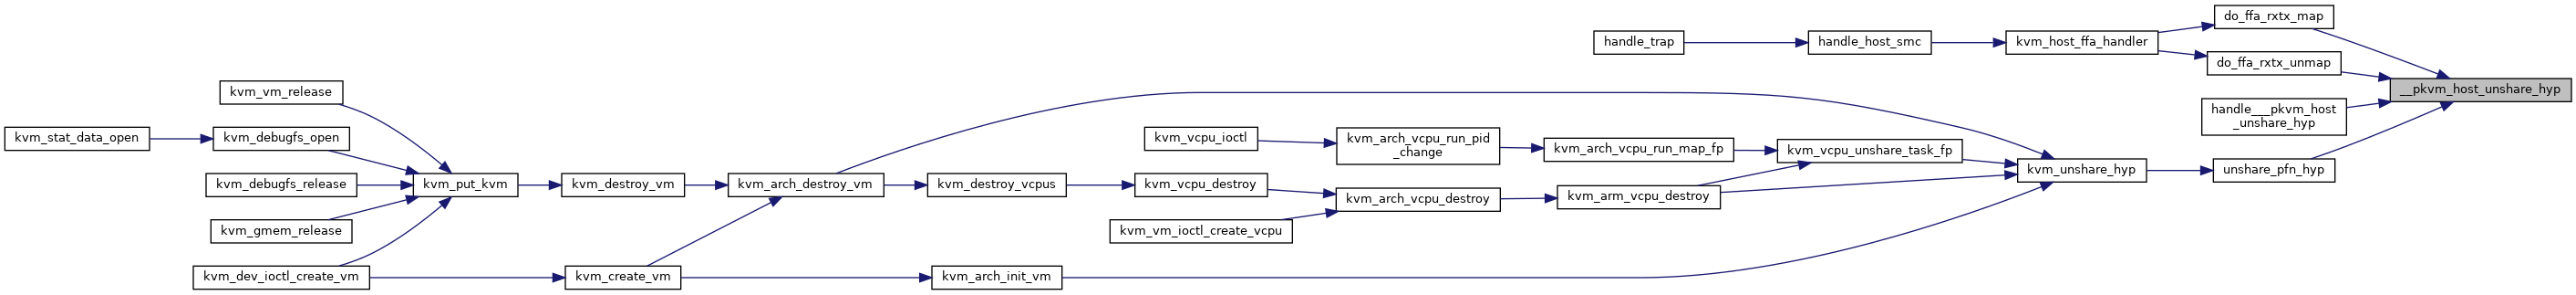 do_ffa_rxtx_map
handle_trap
handle_host_smc
kvm_host_ffa_handler
do_ffa_rxtx_unmap
__pkvm_host_unshare_hyp
kvm_vm_release
handle___pkvm_host
_unshare_hyp
kvm_stat_data_open
kvm_debugfs_open
kvm_vcpu_ioctl
kvm_arch_vcpu_run_pid
_change
kvm_arch_vcpu_run_map_fp
kvm_vcpu_unshare_task_fp
kvm_unshare_hyp
unshare_pfn_hyp
kvm_debugfs_release
kvm_put_kvm
kvm_destroy_vm
kvm_arch_destroy_vm
kvm_destroy_vcpus
kvm_vcpu_destroy
kvm_arch_vcpu_destroy
kvm_arm_vcpu_destroy
kvm_gmem_release
kvm_vm_ioctl_create_vcpu
kvm_dev_ioctl_create_vm
kvm_create_vm
kvm_arch_init_vm